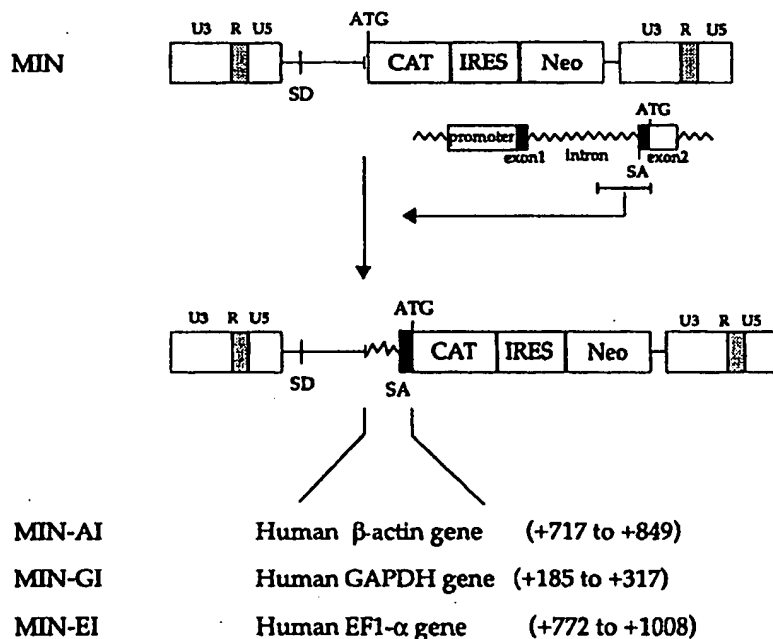 U3 R U5
ATG
U3 R U5
MIN
CAT IRES Neo
SD
ATG
promoter
exon1 intron exon2
SA
U3 R U5
ATG
U3 R U5
CAT IRES Neo
SD
SA
MIN-AI Human β-actin gene (+717 to +849)
MIN-GI Human GAPDH gene (+185 to +317)
MIN-EI Human EF1-α gene (+772 to +1008)